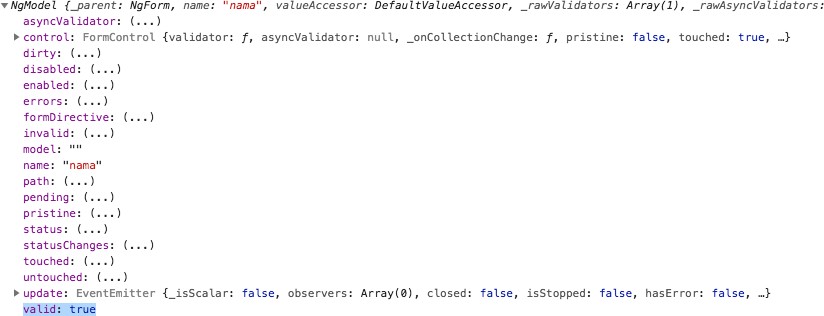 ▼NgModel {_parent: NgForm, name: "nama", valueAccessor: DefaultValueAccessor, _rawValidators: Array(1), _rawAsyncValidators:
asyncValidator: (...)
▶control: FormControl {validator: ƒ, asyncValidator: null, _onCollectionChange: ƒ, pristine: false, touched: true, …}
dirty: (...)
disabled: (...)
enabled: (...)
errors: (...)
formDirective: (...)
invalid: (...)
model: ""
name: "nama"
path: (...)
pending: (...)
pristine: (...)
status: (...)
statusChanges: (...)
touched: (...)
untouched: (...)
▶update: EventEmitter {_isScalar: false, observers: Array(0), closed: false, isStopped: false, hasError: false, …}
valid: true